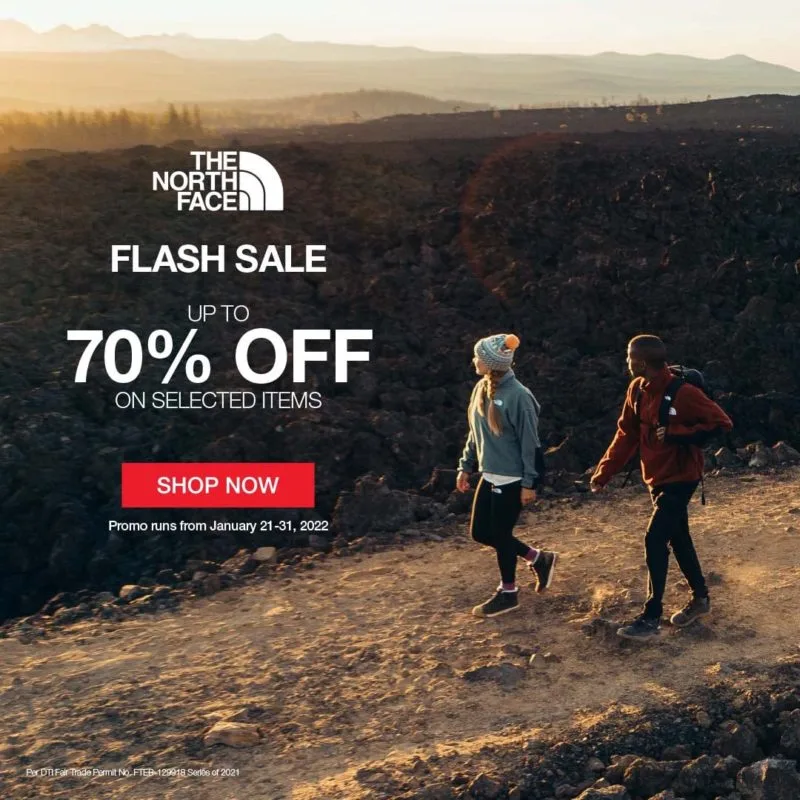 THE
NORTH
FACE
FLASH SALE
UP TO
70% OFF
ON SELECTED ITEMS
SHOP NOW
Promo runs from January 21-31, 2022
Per DTI Fair Trade Permit No. FTEB-129918 Series of 2021